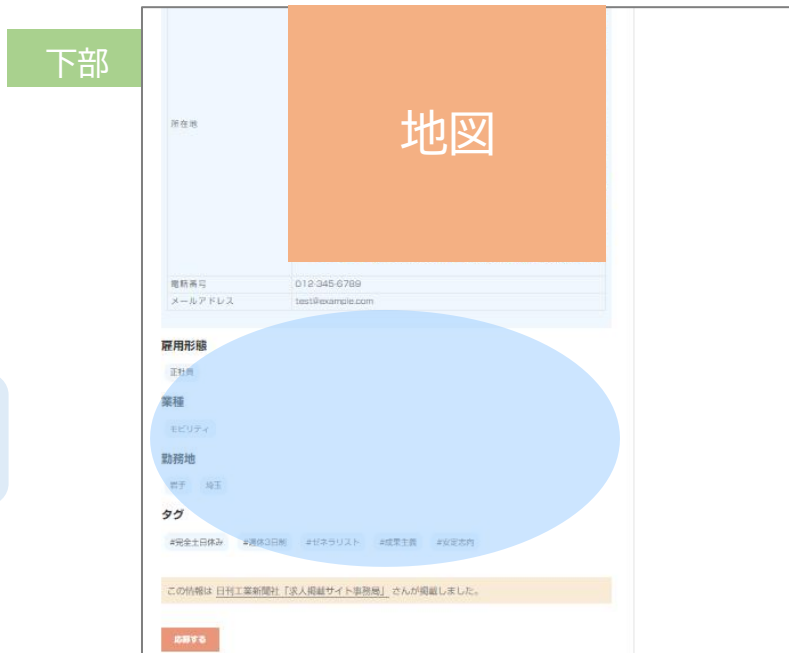 下部
地図
所在地
電話番号 012-345-6789
メールアドレス test@example.com
雇用形態
正社員
業種
モビリティ
勤務地
岩手 埼玉
タグ
#完全土日休み #週休3日制 #ゼネラリスト #成果主義 #安定志向
この情報は 日刊工業新聞社「求人掲載サイト事務局」 さんが掲載しました。
応募する